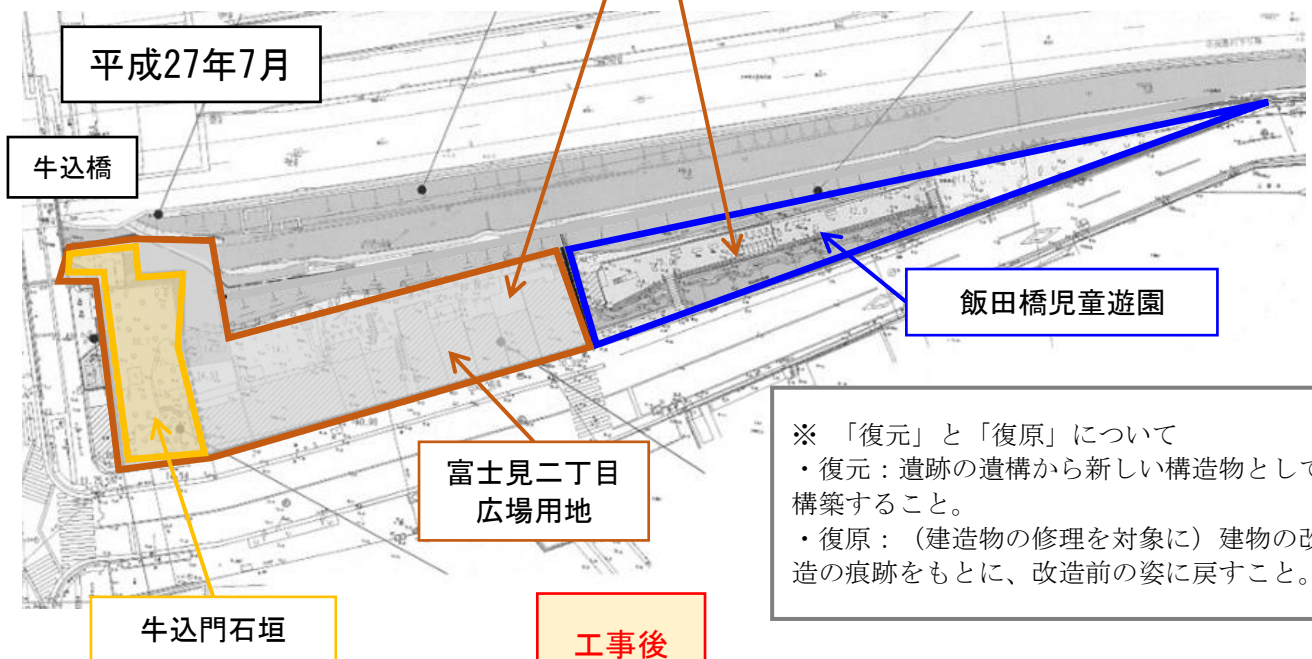 平成27年7月
牛込橋
飯田橋児童遊園
富士見二丁目
広場用地
※ 「復元」と「復原」について
・復元：遺跡の遺構から新しい構造物として
構築すること。
・復原：（建造物の修理を対象に）建物の改
造の痕跡をもとに、改造前の姿に戻すこと。
牛込門石垣
工事後